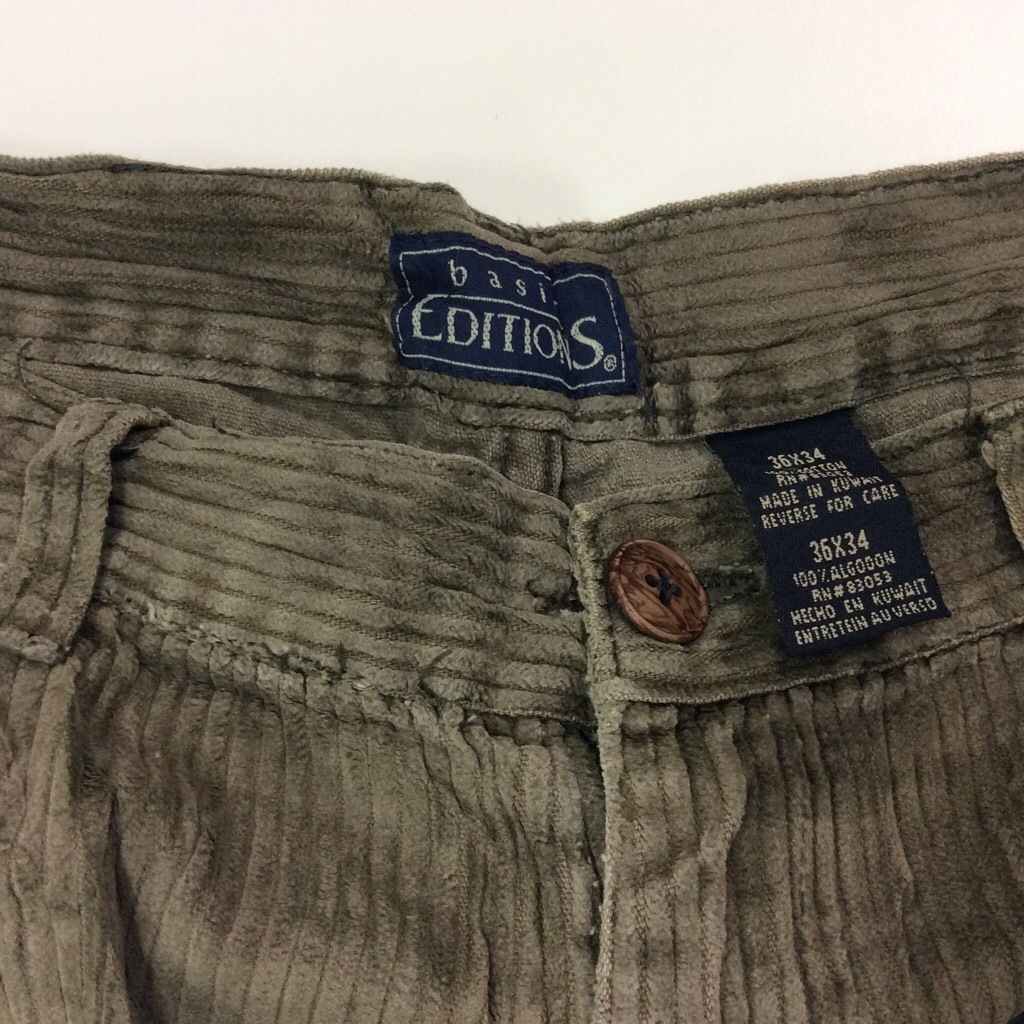 basi
EDITIONS®
36X34
MADE IN KUWAIT
REVERSE FOR CARE
36X34
100% ALGODON
RN#83053
HECHO EN KUWAIT
ENTRETEIN AU VERSO